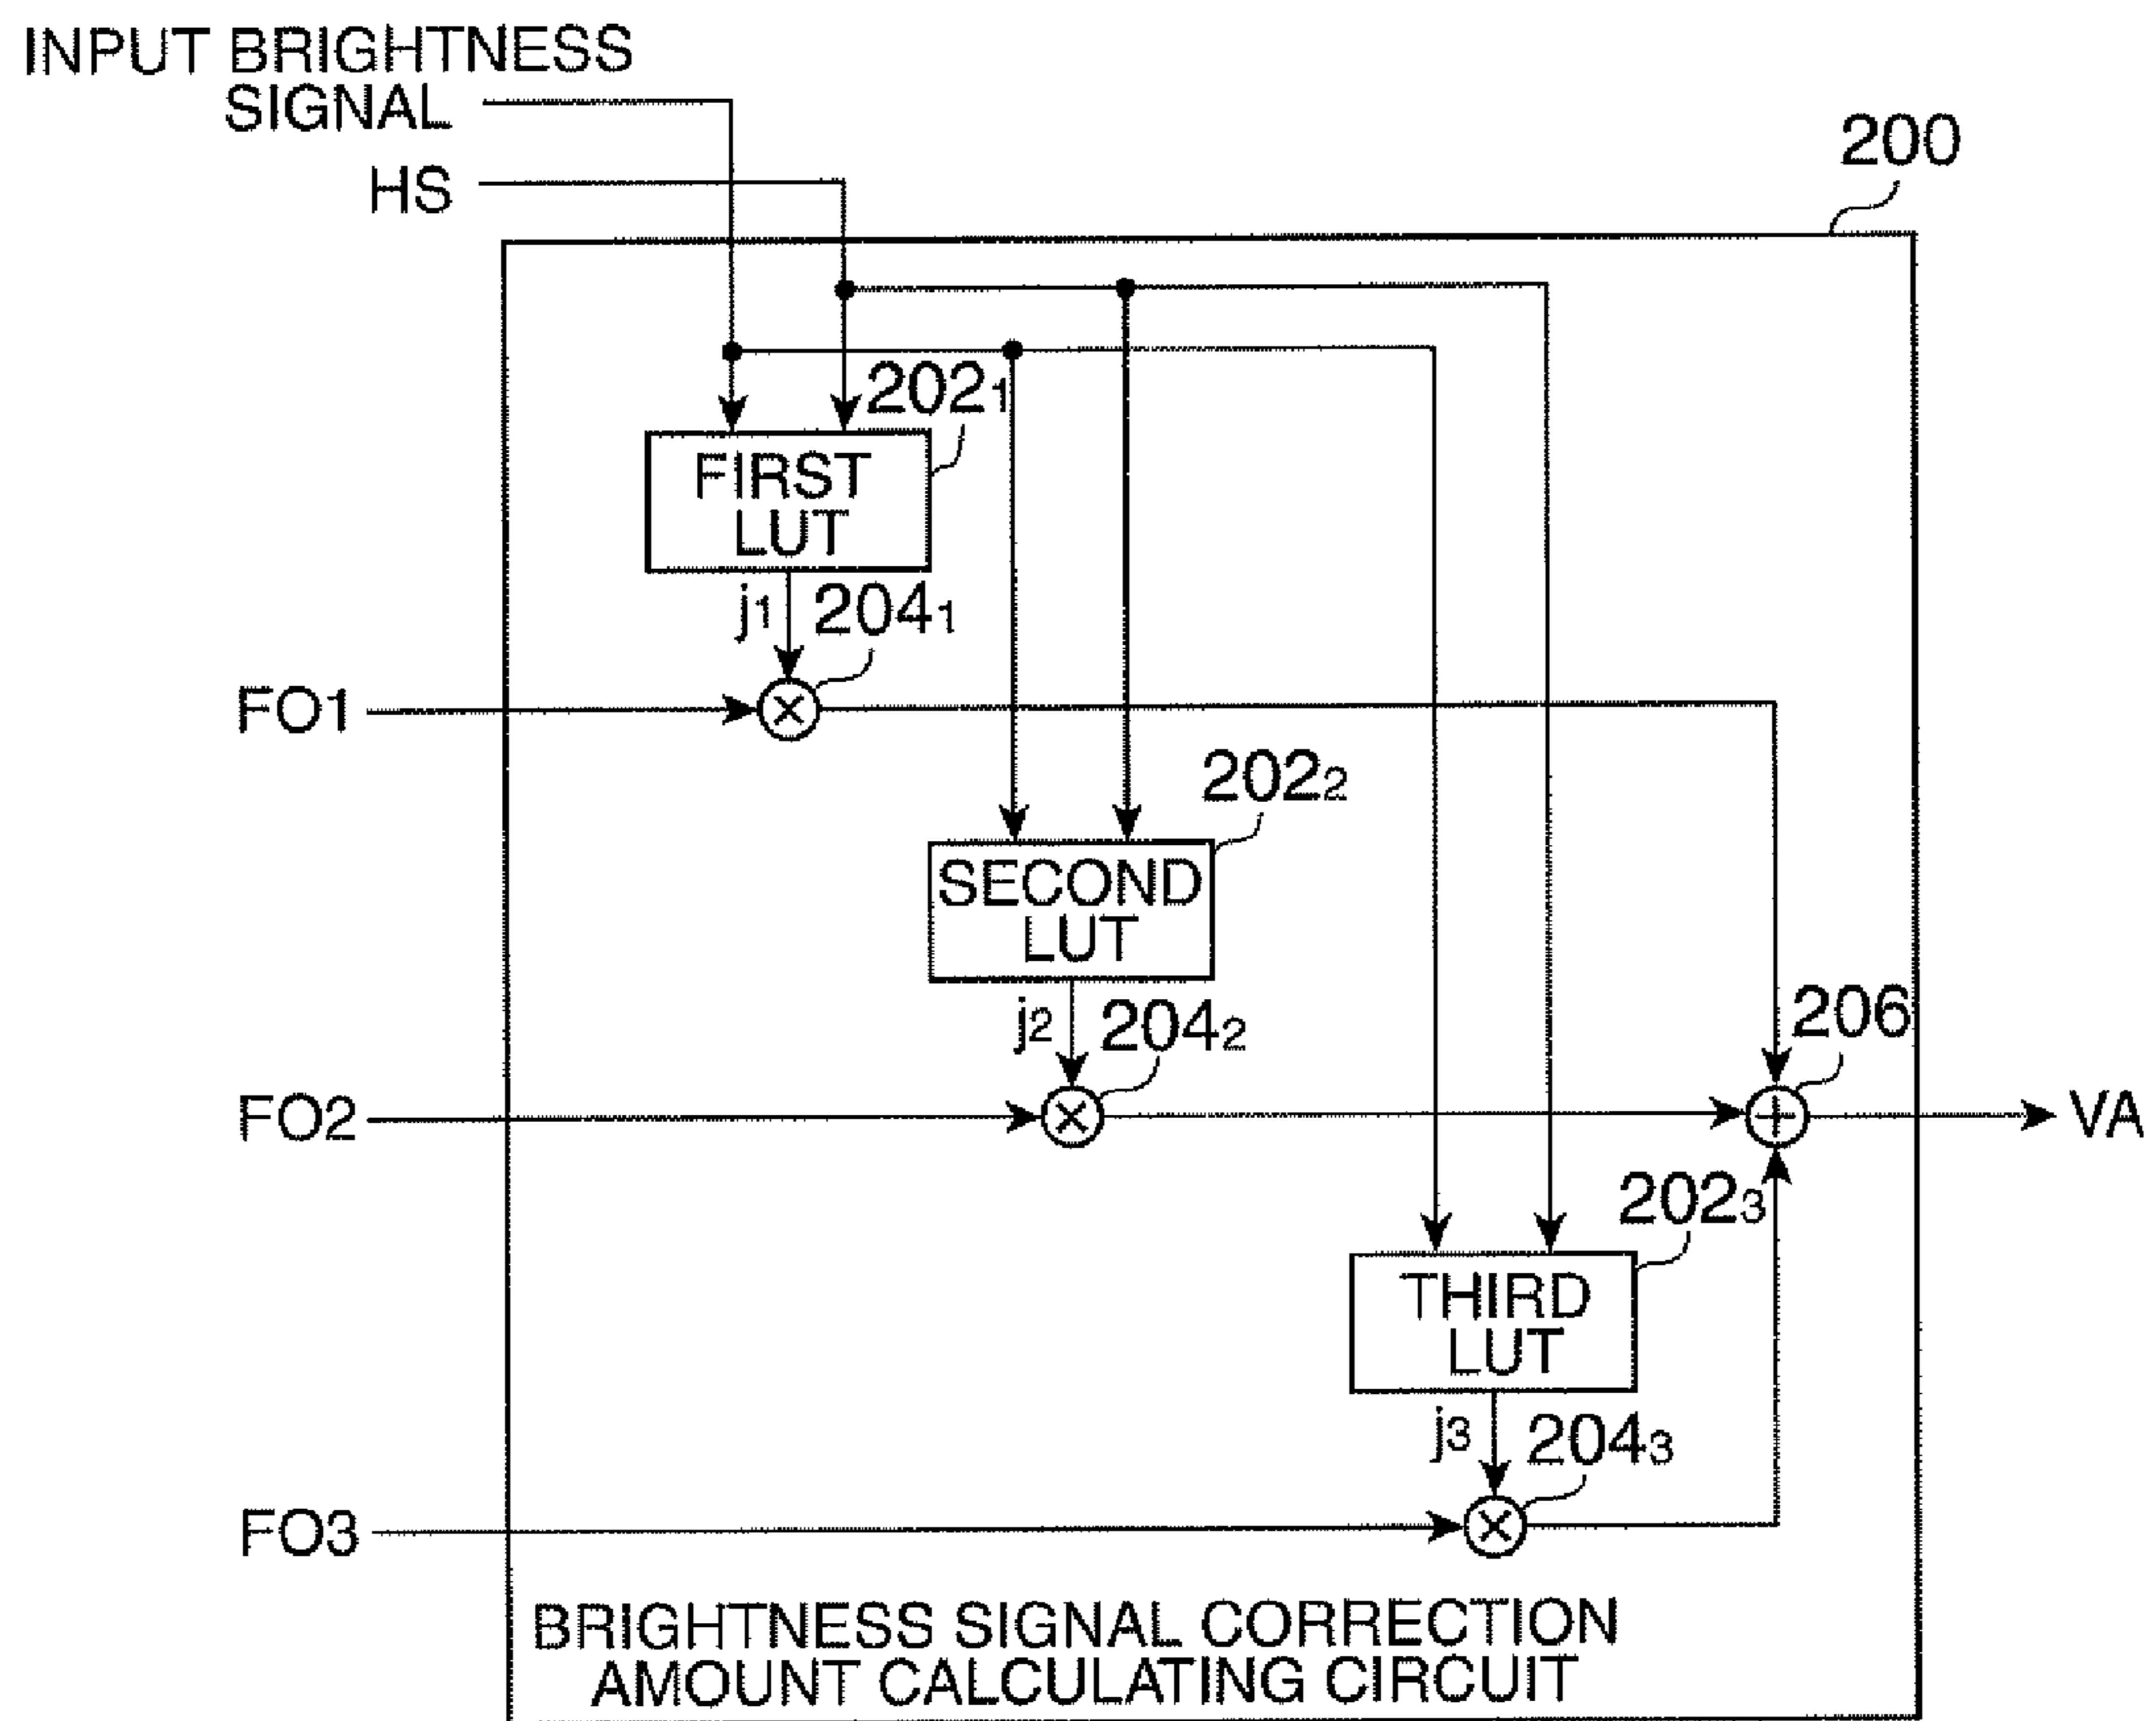 INPUT BRIGHTNESS
SIGNAL
200
HS
202₁
FIRST
LUT
j₁
204₁
FO1
202₂
SECOND
LUT
j₂
204₂
206
FO2
VA
202₃
THIRD
LUT
j₃
204₃
FO3
BRIGHTNESS SIGNAL CORRECTION
AMOUNT CALCULATING CIRCUIT